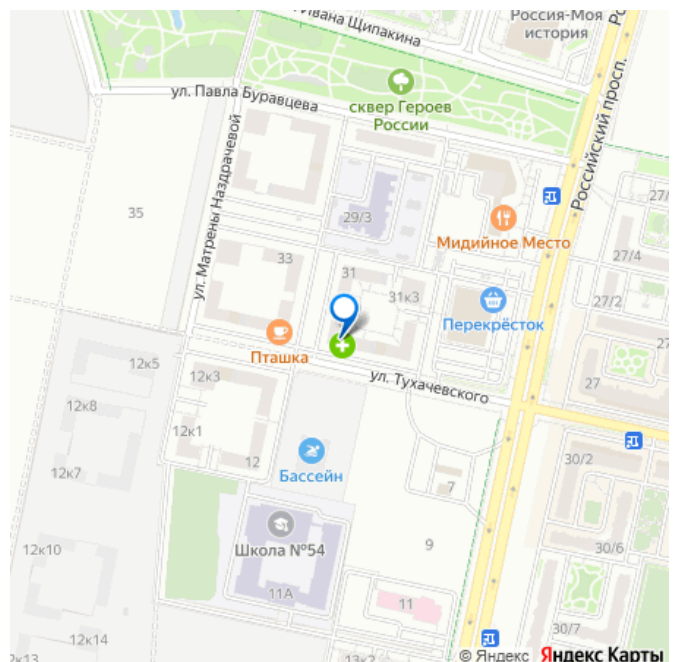 Ивана Щипакина
Россия-Моя
история
ул. Павла Буравцева
сквер Героев
России
Российский просп.
ул. Матрены Наздрачевой
35
29/3
Мидийное Место
27/4
33
31
31к3
27/2
Перекрёсток
Пташка
12к5
12к3
ул. Тухачевского
27
12к8
12к1
12
30/2
12к7
Бассейн
7
Школа №54
9
12к10
30/6
11А
11
12к14
30/7
13к2
© Яндекс Яндекс Карты